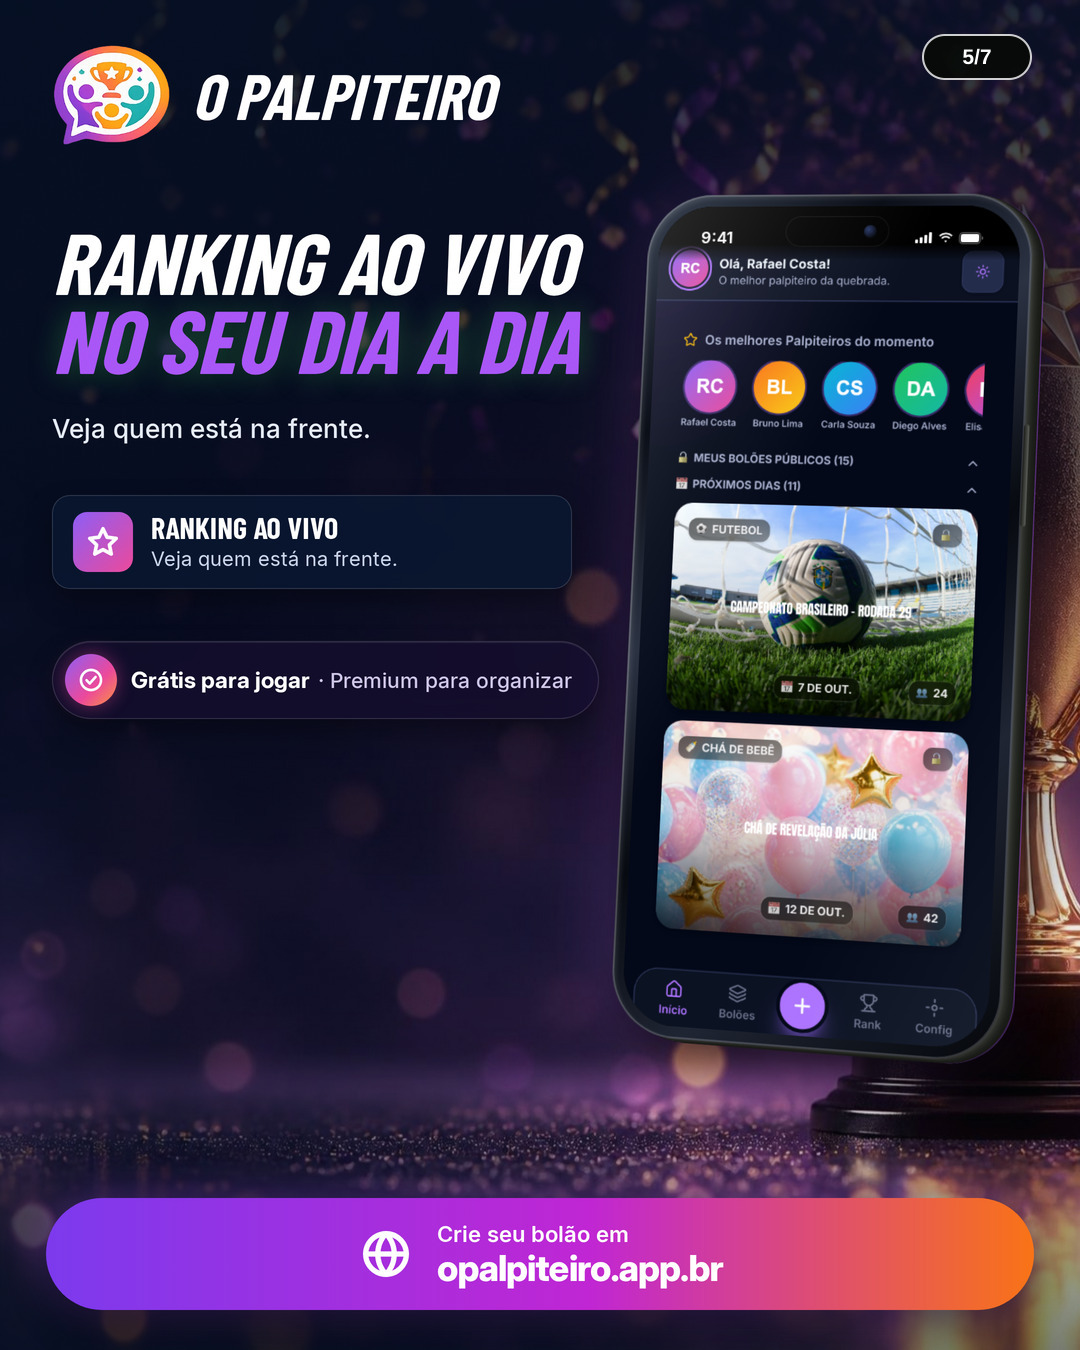 O PALPITEIRO
5/7
RANKING AO VIVO
NO SEU DIA A DIA
Veja quem está na frente.
RANKING AO VIVO
Veja quem está na frente.
Grátis para jogar · Premium para organizar
9:41
RC
Olá, Rafael Costa!
O melhor palpiteiro da quebrada.
Os melhores Palpiteiros do momento
RC BL CS DA
Rafael Costa Bruno Lima Carla Souza Diego Alves Elis
MEUS BOLÕES PÚBLICOS (15)
PRÓXIMOS DIAS (11)
FUTEBOL
CAMPEONATO BRASILEIRO - RODADA 29
7 DE OUT. 24
CHÁ DE BEBÊ
CHÁ DE REVELAÇÃO DA JÚLIA
12 DE OUT. 42
Início Bolões + Rank Config
Crie seu bolão em
opalpiteiro.app.br